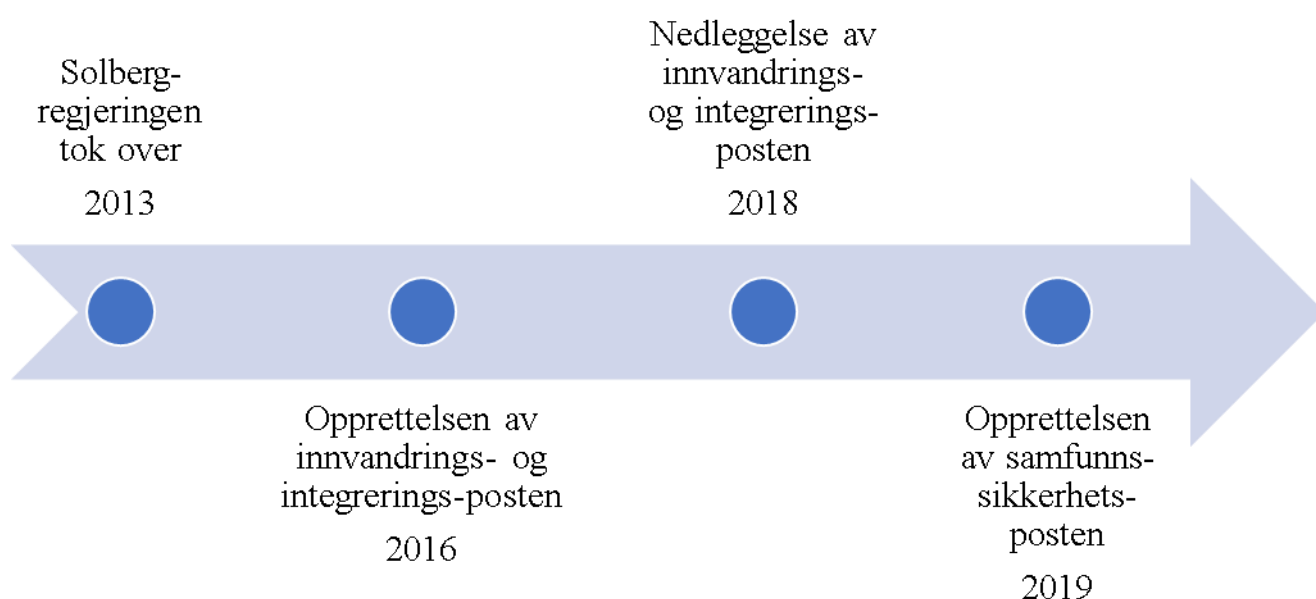 Solberg-
regjeringen
tok over
2013
Opprettelsen av
innvandrings- og
integrerings-posten
2016
Nedleggelse av
innvandrings-
og integrerings-
posten
2018
Opprettelsen
av samfunns-
sikkerhets-
posten
2019